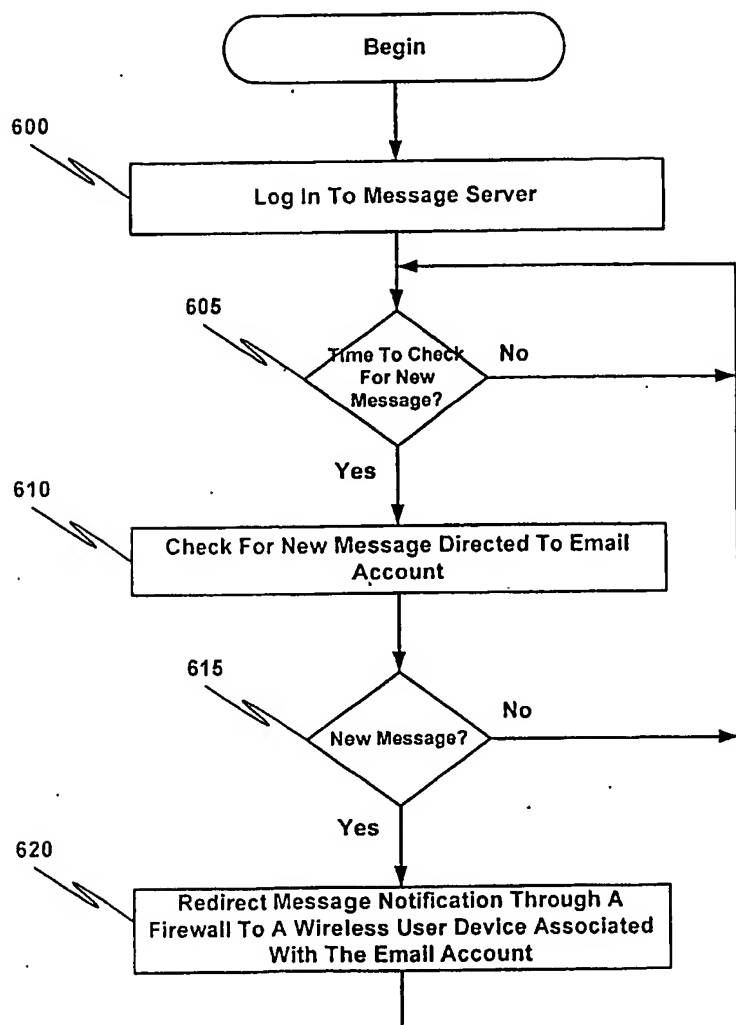 Begin
600
Log In To Message Server
605
Time To Check
For New
Message?
No
Yes
610
Check For New Message Directed To Email
Account
615
New Message?
No
Yes
620
Redirect Message Notification Through A
Firewall To A Wireless User Device Associated
With The Email Account